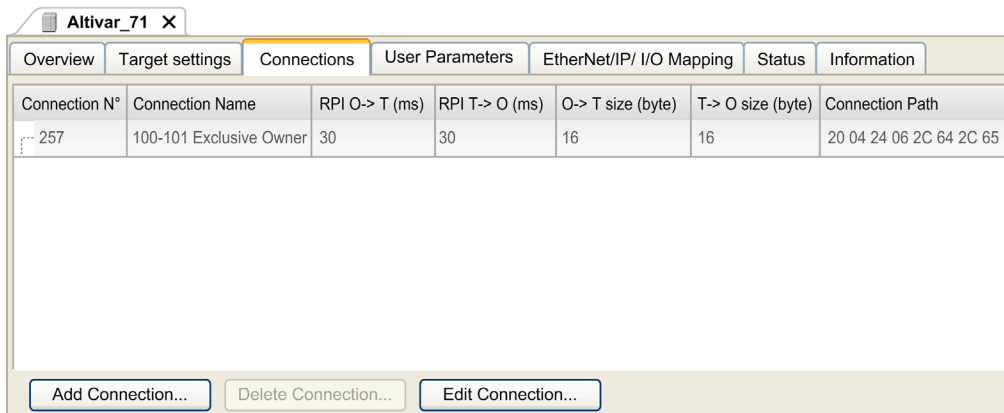 Altivar_71 X
Overview Target settings Connections User Parameters EtherNet/IP/ I/O Mapping Status Information
Connection N° Connection Name RPI O-> T (ms) RPI T-> O (ms) O-> T size (byte) T-> O size (byte) Connection Path
257 100-101 Exclusive Owner 30 30 16 16 20 04 24 06 2C 64 2C 65
Add Connection... Delete Connection... Edit Connection...